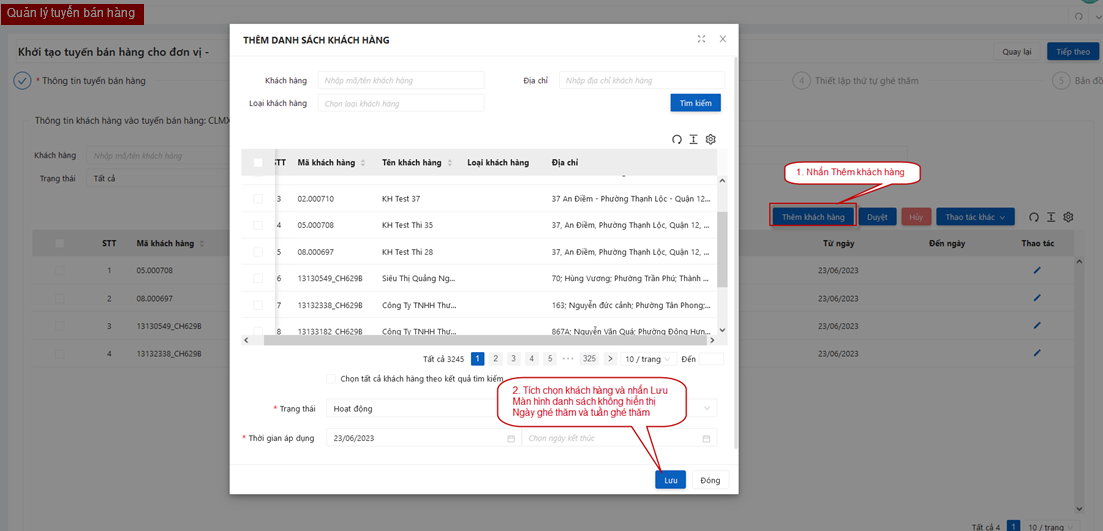 Quản lý tuyến bán hàng
Khởi tạo tuyến bán hàng cho đơn vị -
Quay lại
Tiếp theo
* Thông tin tuyến bán hàng
4 Thiết lập thứ tự ghé thăm
5 Bản đồ
Thông tin khách hàng vào tuyến bán hàng: CLMX
Khách hàng
Nhập mã/tên khách hàng
Trạng thái
Tất cả
1. Nhấn Thêm khách hàng
Thêm khách hàng
Duyệt
Hủy
Thao tác khác
STT Mã khách hàng Từ ngày Đến ngày Thao tác
1 05.000708 23/06/2023
2 08.000697 23/06/2023
3 13130549_CH629B 23/06/2023
4 13132338_CH629B 23/06/2023
Tất cả 4 1 10 / trang
THÊM DANH SÁCH KHÁCH HÀNG
Khách hàng
Nhập mã/tên khách hàng
Địa chỉ
Nhập địa chỉ khách hàng
Loại khách hàng
Chọn loại khách hàng
Tìm kiếm
STT Mã khách hàng Tên khách hàng Loại khách hàng Địa chỉ
3 02.000710 KH Test 37 37 An Điềm - Phường Thạnh Lộc - Quận 12...
4 05.000708 KH Test Thi 35 37, An Điềm, Phường Thạnh Lộc, Quận 12, ...
5 08.000697 KH Test Thi 28 37, An Điềm, Phường Thạnh Lộc, Quận 12, ...
6 13130549_CH629B Siêu Thị Quảng Ng... 70; Hùng Vương; Phường Trần Phú; Thành ...
7 13132338_CH629B Công Ty TNHH Thư... 163; Nguyễn đức cảnh; Phường Tân Phong;...
8 13133182_CH629B Công Ty TNHH Thư... 867A; Nguyễn Văn Quá; Phường Đông Hưn...
Tất cả 3245 1 2 3 4 5 ••• 325 10 / trang Đến
Chọn tất cả khách hàng theo kết quả tìm kiếm
2. Tích chọn khách hàng và nhấn Lưu
Màn hình danh sách không hiển thị
Ngày ghé thăm và tuần ghé thăm
* Trạng thái
Hoạt động
* Thời gian áp dụng
23/06/2023
Chọn ngày kết thúc
Lưu
Đóng